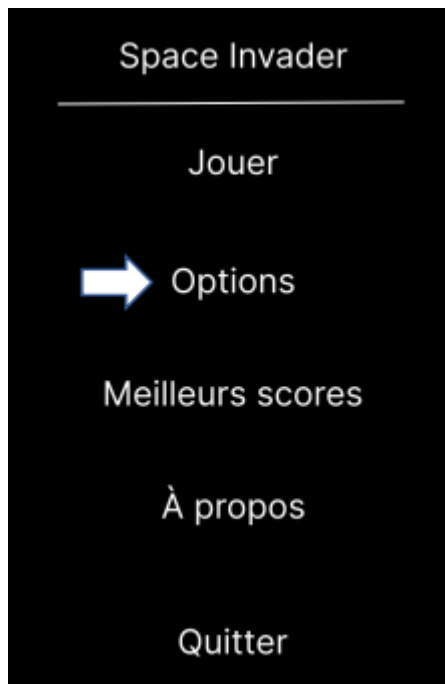 Space Invader
Jouer
Options
Meilleurs scores
À propos
Quitter